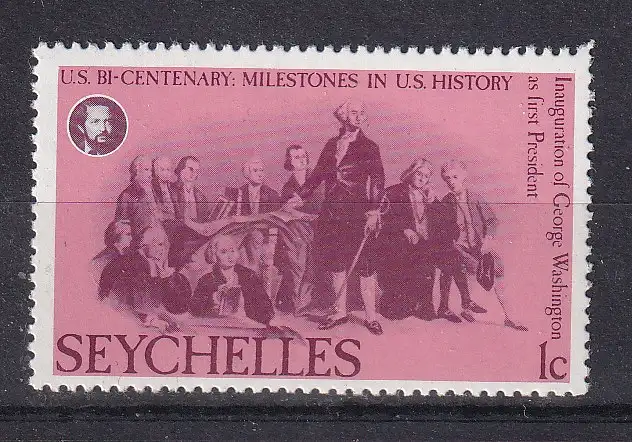 U.S. BI-CENTENARY: MILESTONES IN U.S. HISTORY
Inauguration of George Washington
as first President
SEYCHELLES 1c